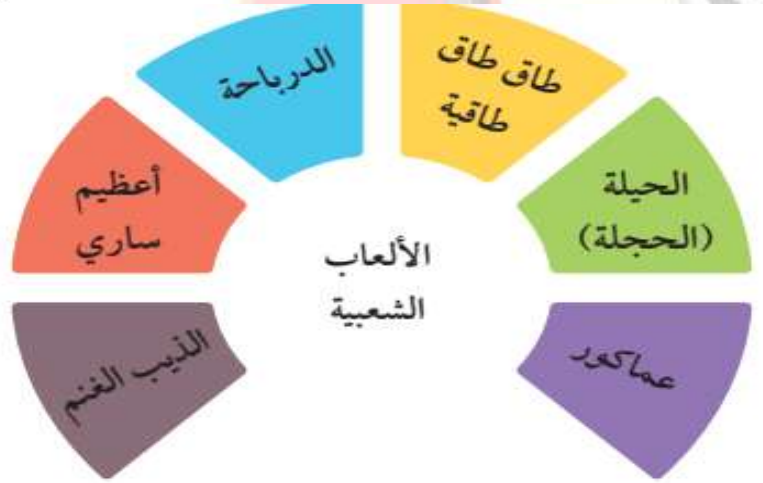 طاق طاق
طاقية
الدرباحة
الحيلة
(الحجلة)
أعظيم
ساري
الألعاب
الشعبية
عماكور
الذيب الغنم